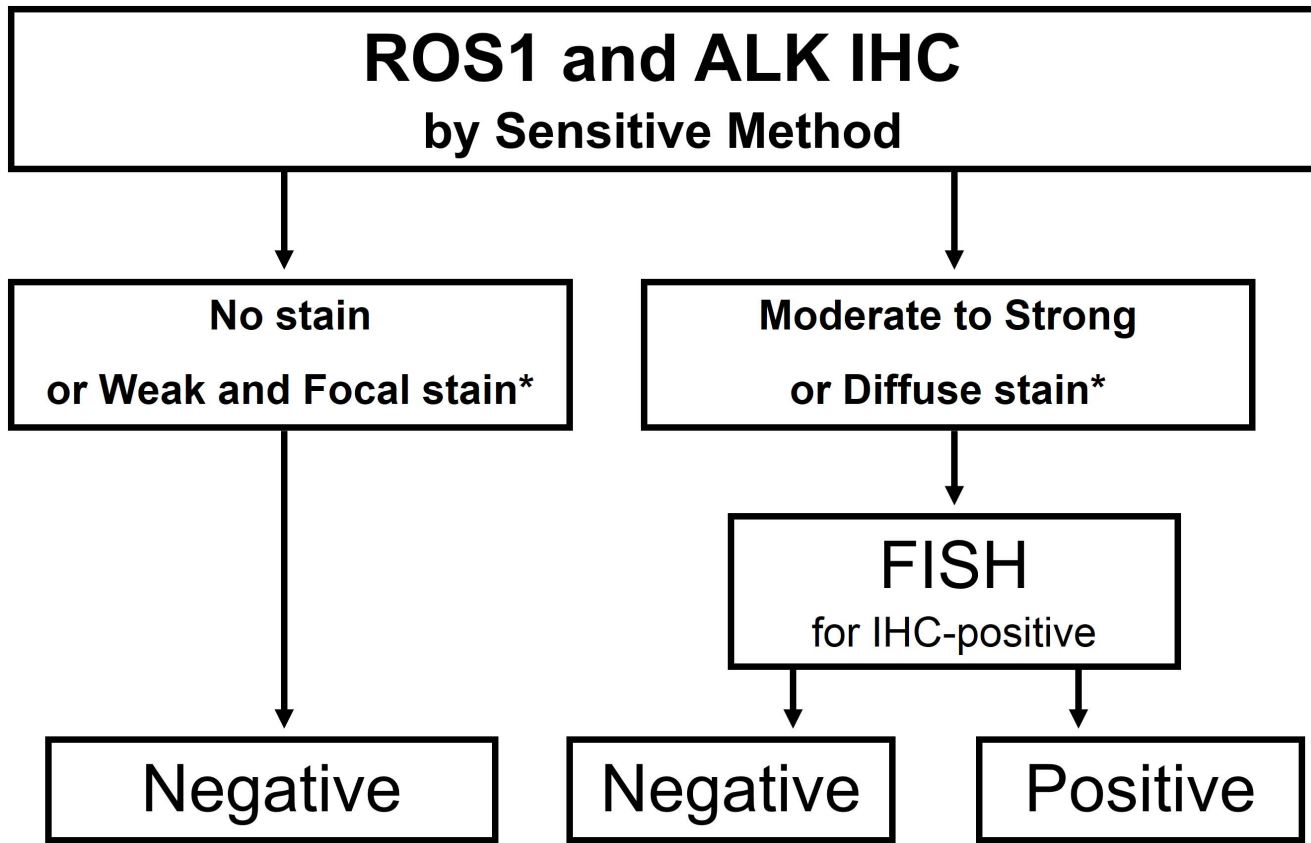 ROS1 and ALK IHC
by Sensitive Method
No stain
or Weak and Focal stain*
Moderate to Strong
or Diffuse stain*
FISH
for IHC-positive
Negative
Negative
Positive